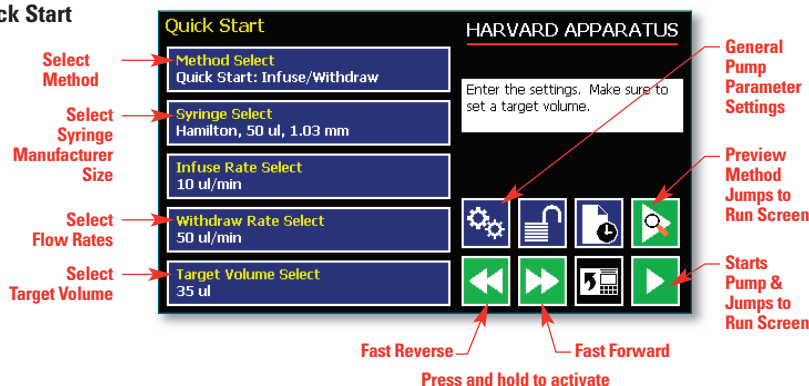 ck Start
Quick Start
HARVARD APPARATUS
Select
Method
Method Select
Quick Start: Infuse/Withdraw
Enter the settings. Make sure to
set a target volume.
General
Pump
Parameter
Settings
Select
Syringe
Manufacturer
Size
Syringe Select
Hamilton, 50 ul, 1.03 mm
Infuse Rate Select
10 ul/min
Preview
Method
Jumps to
Run Screen
Select
Flow Rates
Withdraw Rate Select
50 ul/min
Select
Target Volume
Target Volume Select
35 ul
Starts
Pump &
Jumps to
Run Screen
Fast Reverse
Fast Forward
Press and hold to activate